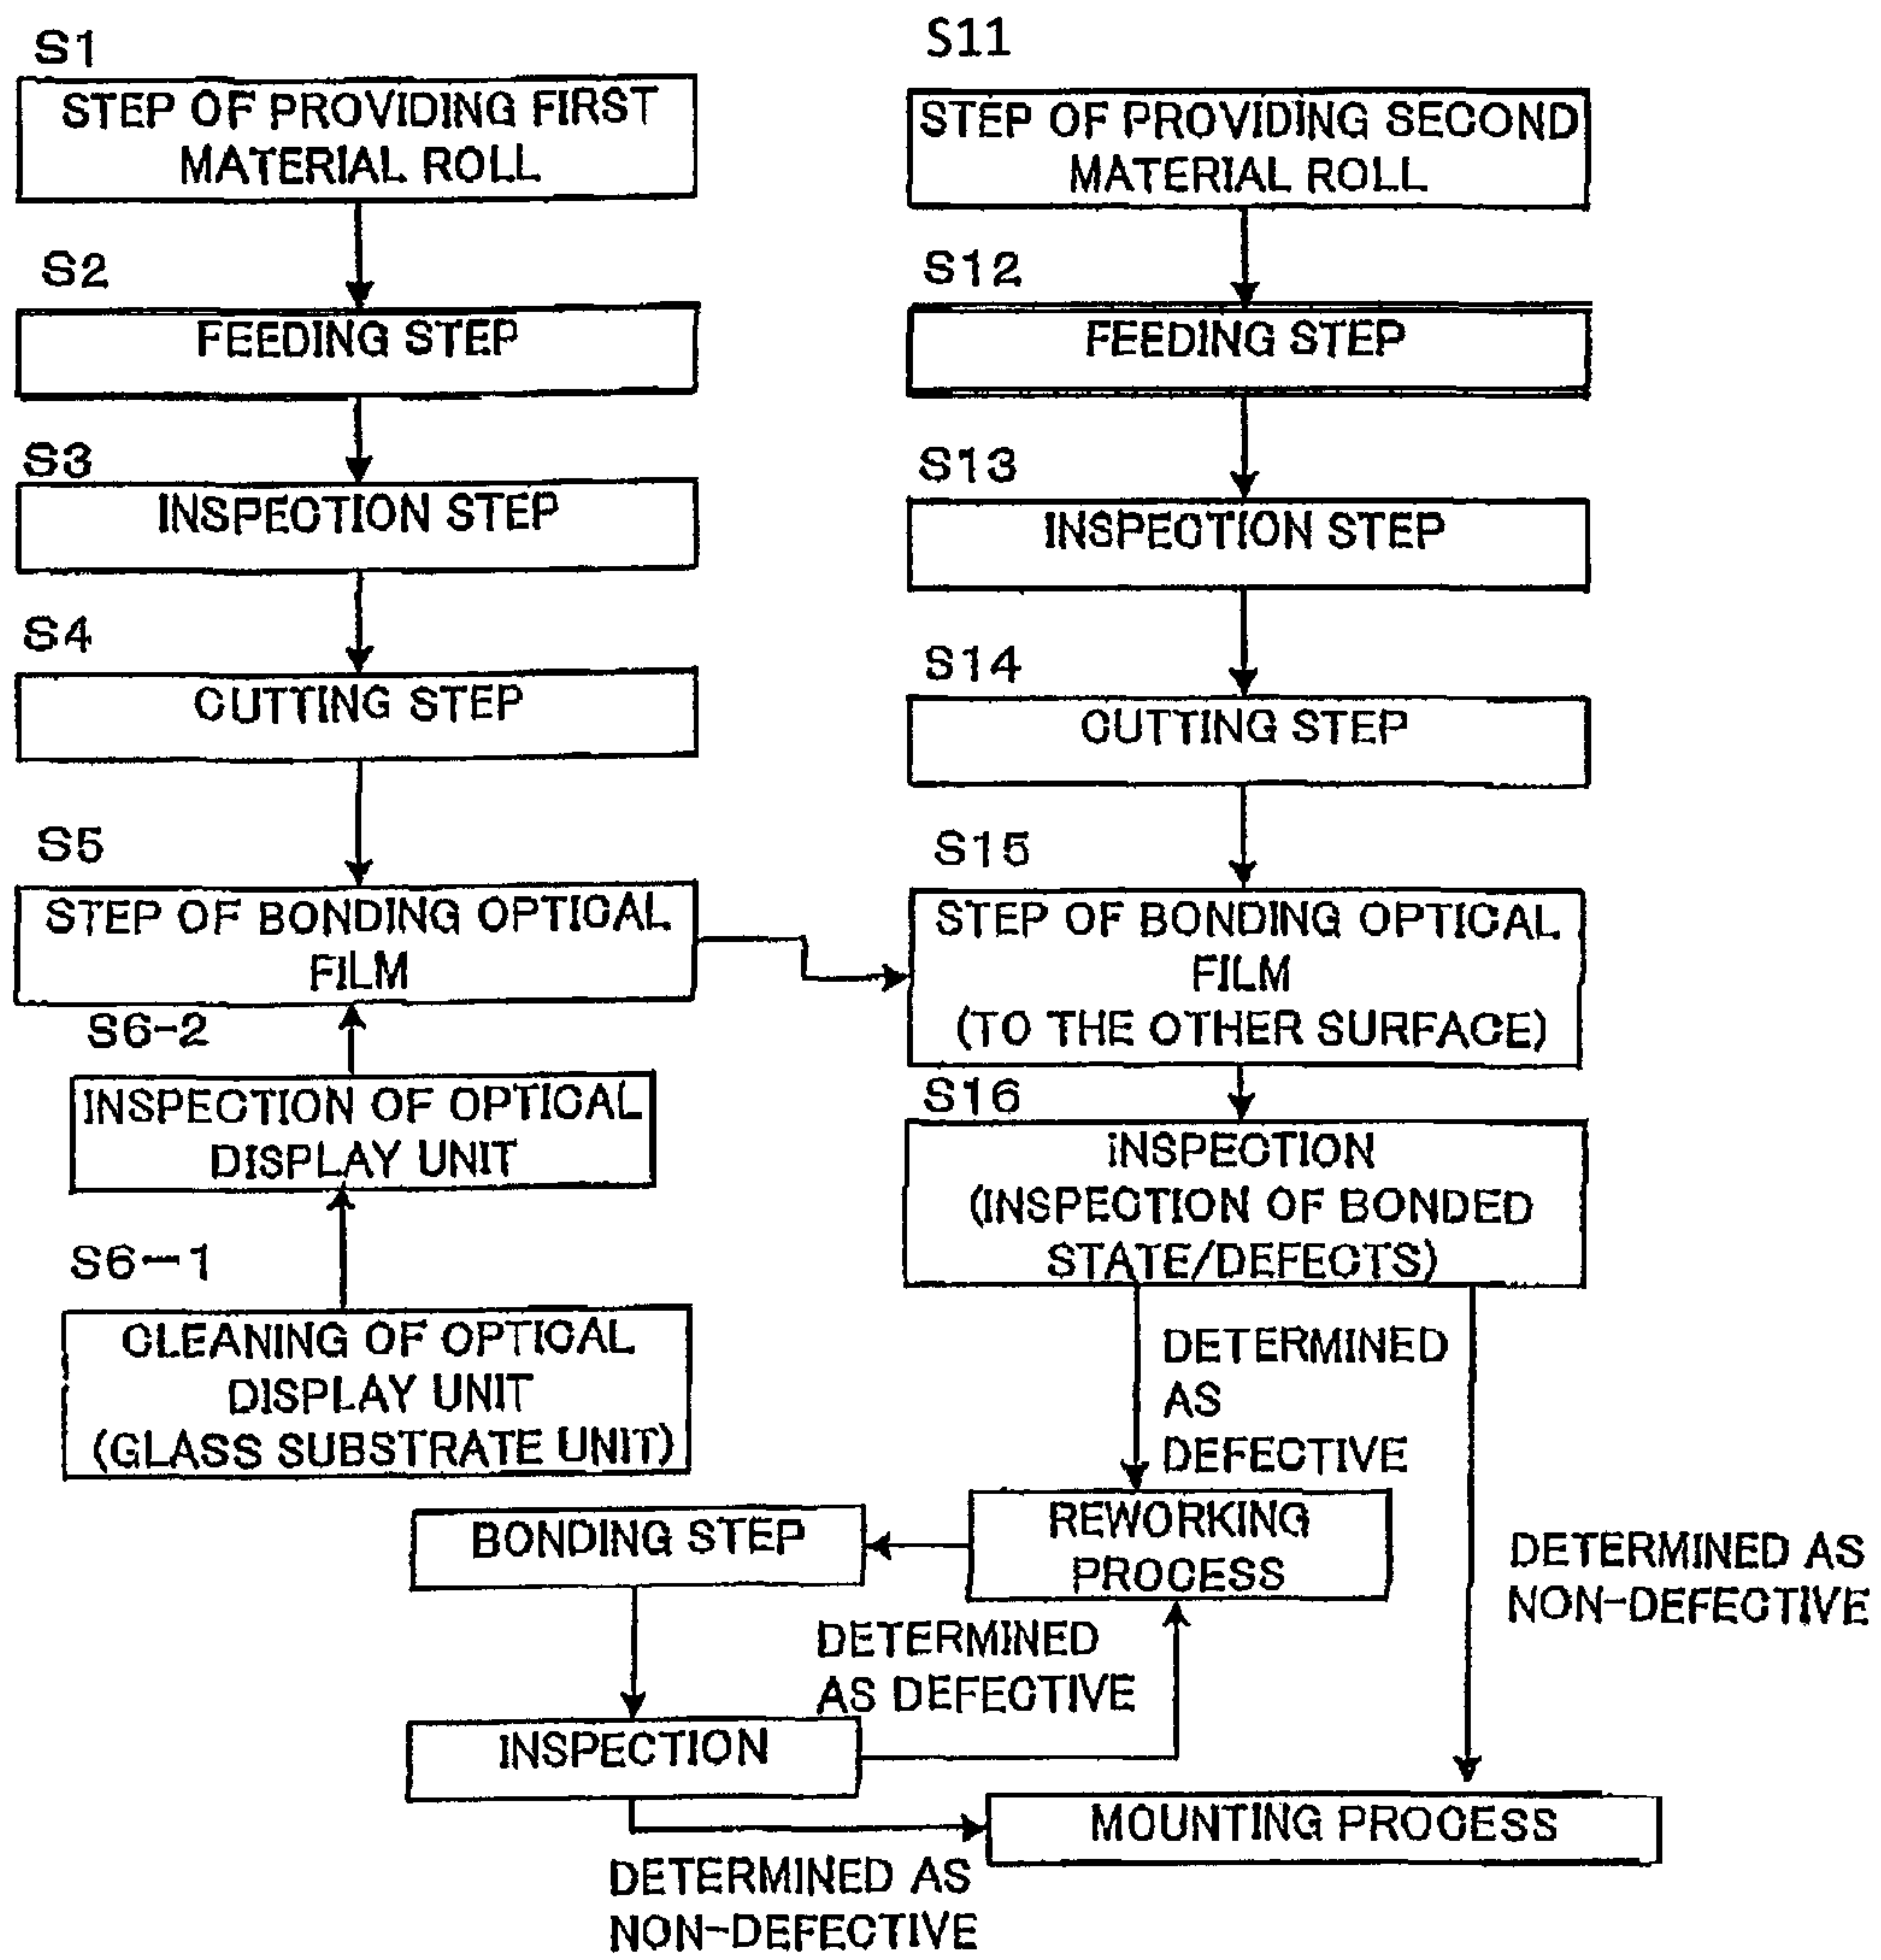 S1
STEP OF PROVIDING FIRST
MATERIAL ROLL
S2
FEEDING STEP
S3
INSPECTION STEP
S4
CUTTING STEP
S5
STEP OF BONDING OPTICAL
FILM
S6-2
INSPECTION OF OPTICAL
DISPLAY UNIT
S6-1
CLEANING OF OPTICAL
DISPLAY UNIT
(GLASS SUBSTRATE UNIT)
S11
STEP OF PROVIDING SECOND
MATERIAL ROLL
S12
FEEDING STEP
S13
INSPECTION STEP
S14
CUTTING STEP
S15
STEP OF BONDING OPTICAL
FILM
(TO THE OTHER SURFACE)
S16
INSPECTION
(INSPECTION OF BONDED
STATE/DEFECTS)
DETERMINED
AS
DEFECTIVE
REWORKING
PROCESS
BONDING STEP
DETERMINED
AS DEFECTIVE
INSPECTION
DETERMINED AS
NON-DEFECTIVE
DETERMINED AS
NON-DEFECTIVE
MOUNTING PROCESS